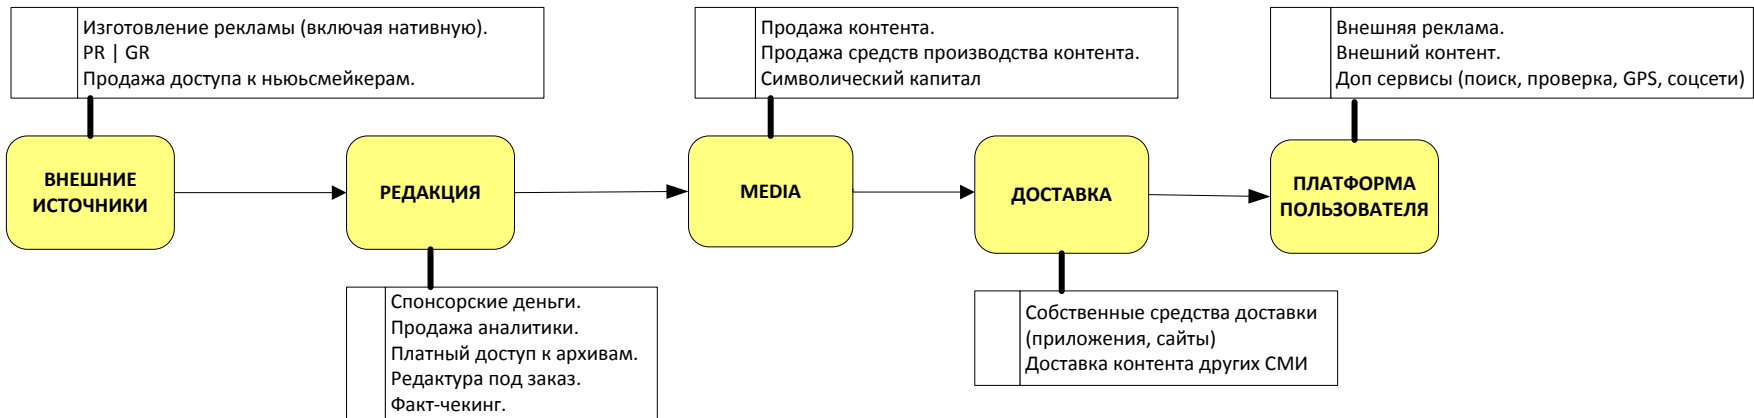 Изготовление рекламы (включая нативную).
PR | GR
Продажа доступа к ньюьсмейкерам.
Продажа контента.
Продажа средств производства контента.
Символический капитал
Внешняя реклама.
Внешний контент.
Доп сервисы (поиск, проверка, GPS, соцсети)
ВНЕШНИЕ
ИСТОЧНИКИ
РЕДАКЦИЯ
MEDIA
ДОСТАВКА
ПЛАТФОРМА
ПОЛЬЗОВАТЕЛЯ
Спонсорские деньги.
Продажа аналитики.
Платный доступ к архивам.
Редактура под заказ.
Факт-чекинг.
Собственные средства доставки
(приложения, сайты)
Доставка контента других СМИ